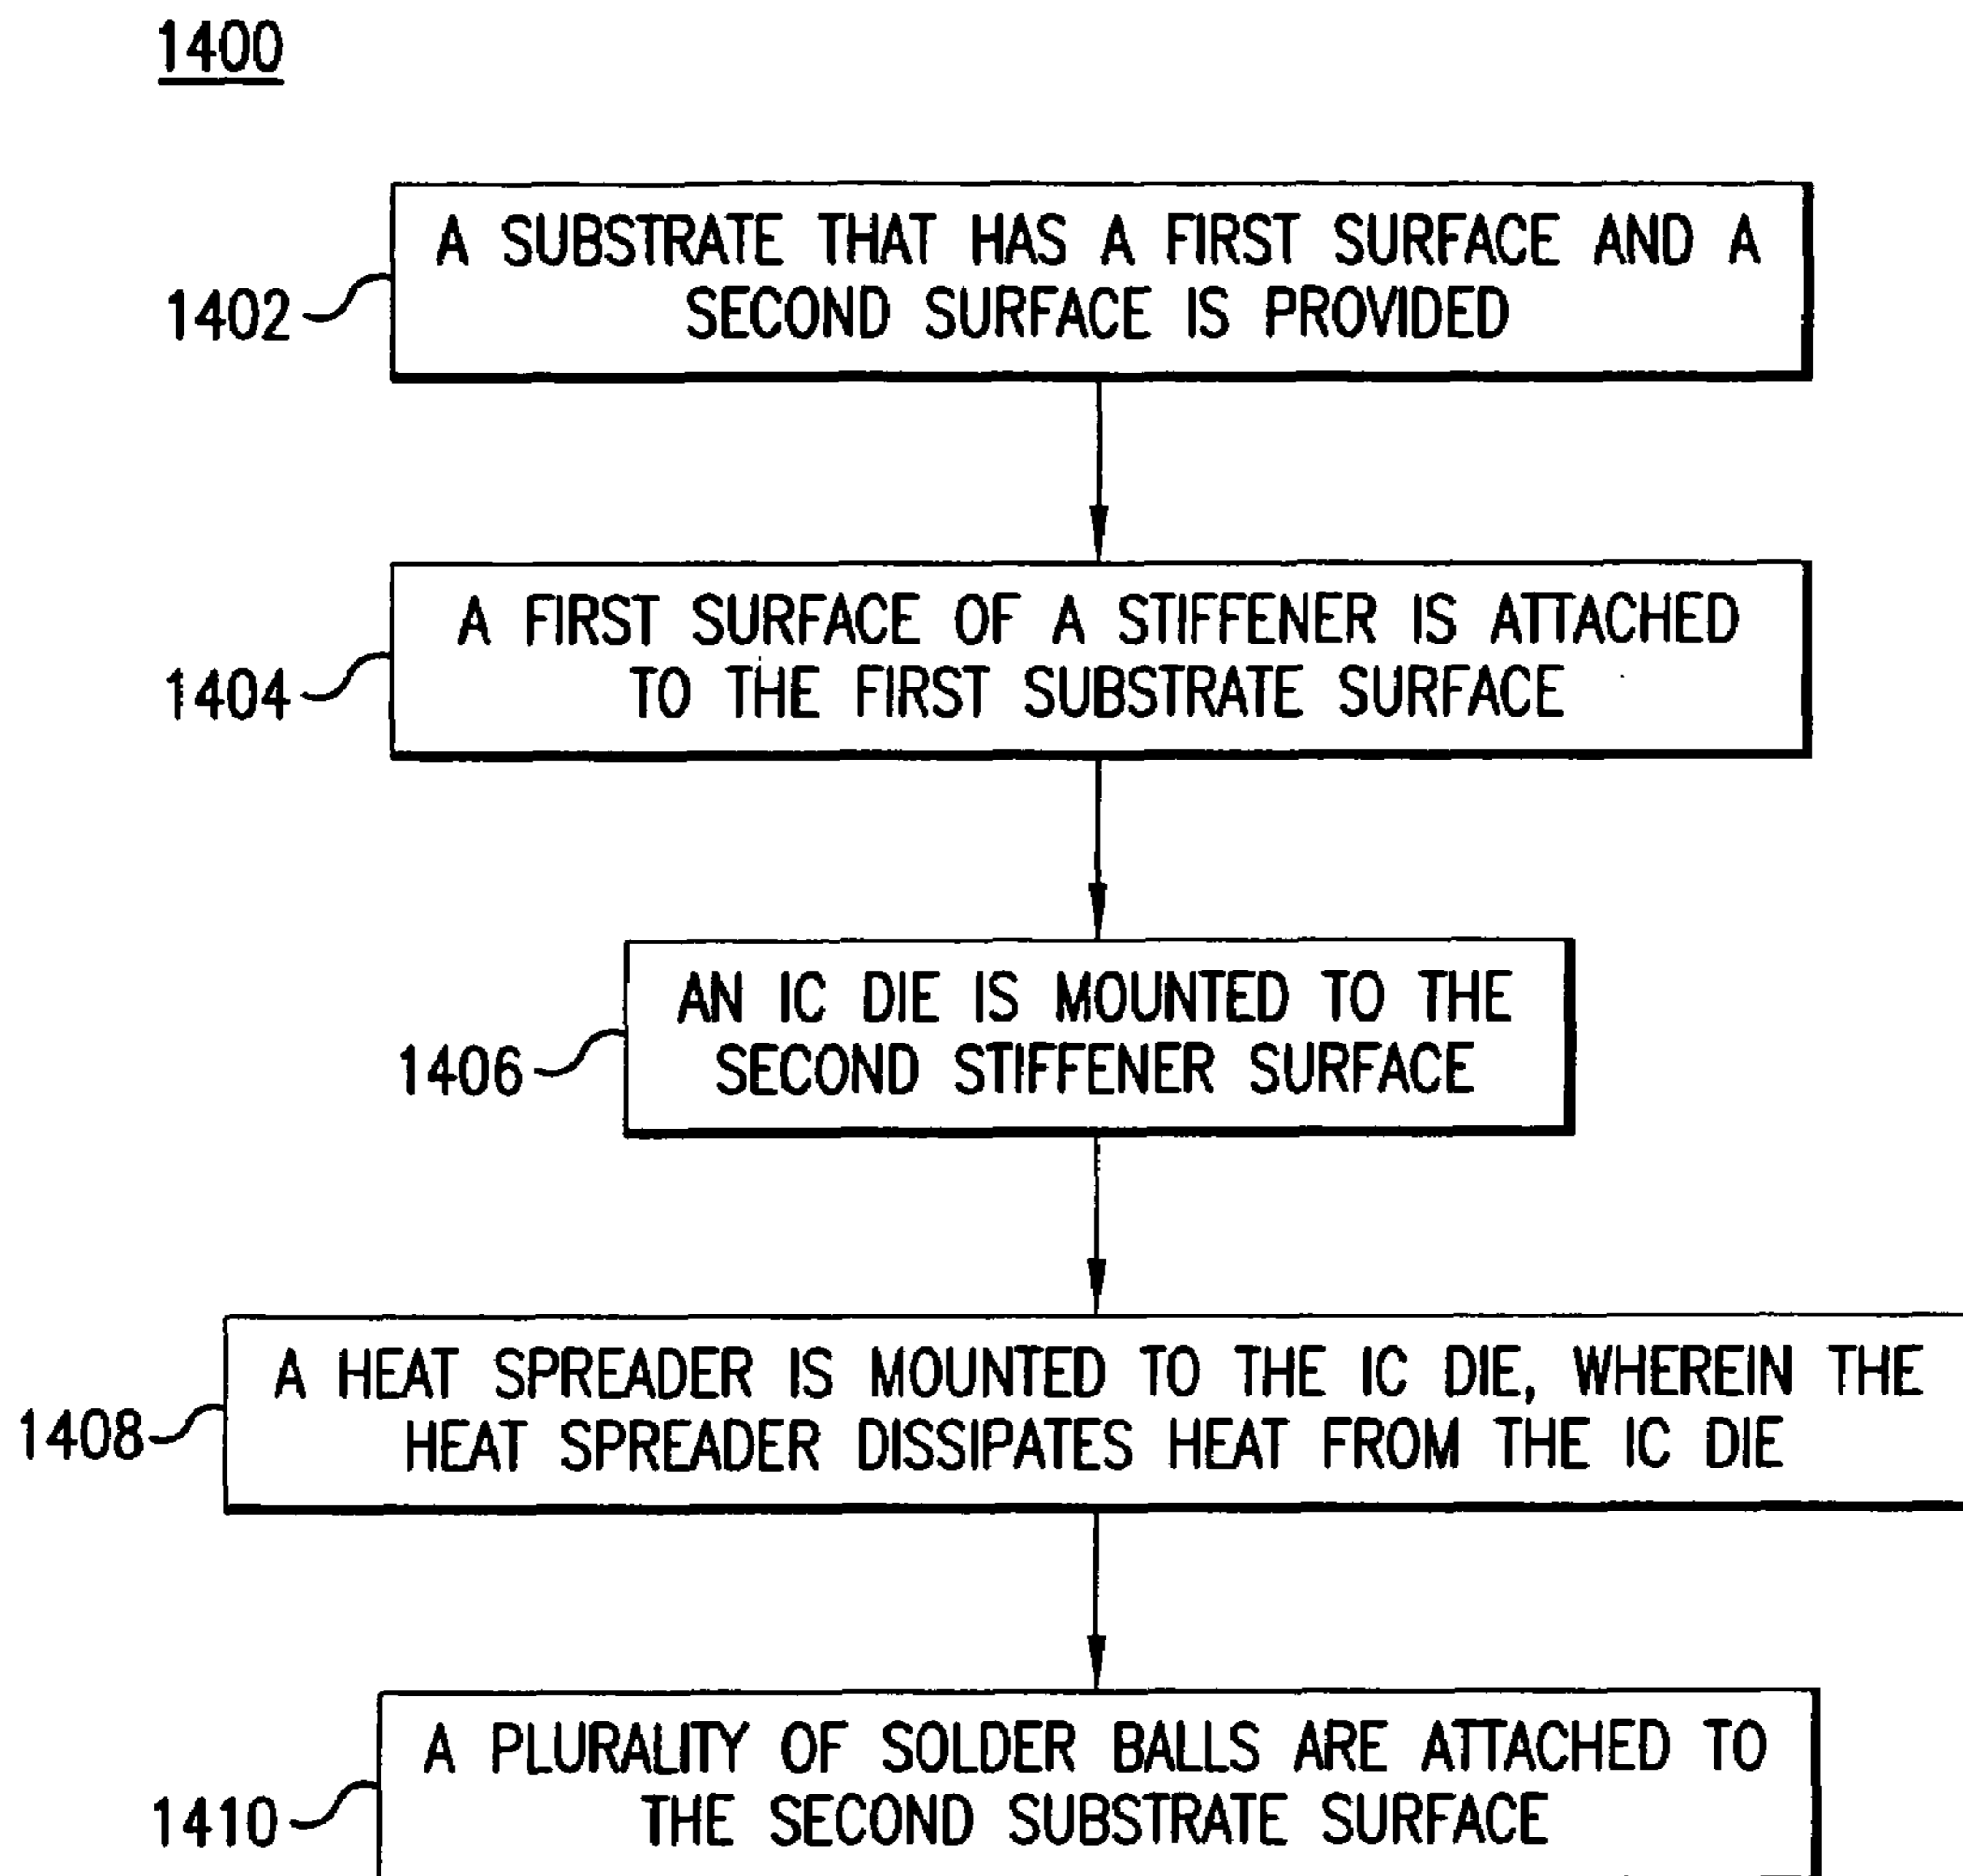 1400
A SUBSTRATE THAT HAS A FIRST SURFACE AND A
SECOND SURFACE IS PROVIDED
1402
A FIRST SURFACE OF A STIFFENER IS ATTACHED
TO THE FIRST SUBSTRATE SURFACE
1404
AN IC DIE IS MOUNTED TO THE
SECOND STIFFENER SURFACE
1406
A HEAT SPREADER IS MOUNTED TO THE IC DIE, WHEREIN THE
HEAT SPREADER DISSIPATES HEAT FROM THE IC DIE
1408
A PLURALITY OF SOLDER BALLS ARE ATTACHED TO
THE SECOND SUBSTRATE SURFACE
1410